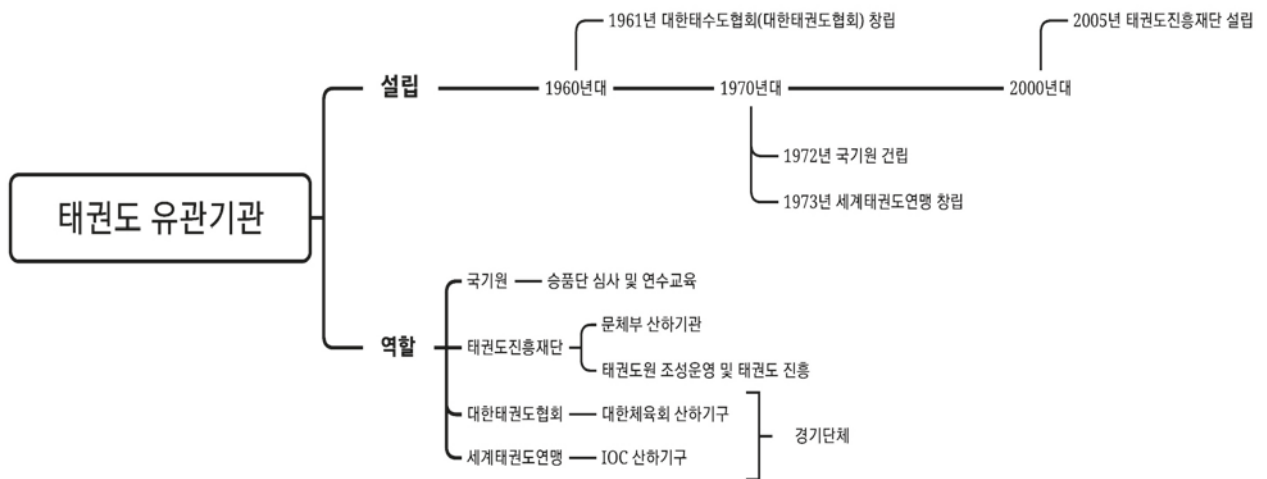 태권도 유관기관
설립
1960년대
1961년 대한태수도협회(대한태권도협회) 창립
1970년대
1972년 국기원 건립
1973년 세계태권도연맹 창립
2000년대
2005년 태권도진흥재단 설립
역할
국기원
승품단 심사 및 연수교육
태권도진흥재단
문체부 산하기관
태권도원 조성운영 및 태권도 진흥
대한태권도협회
대한체육회 산하기구
세계태권도연맹
IOC 산하기구
경기단체